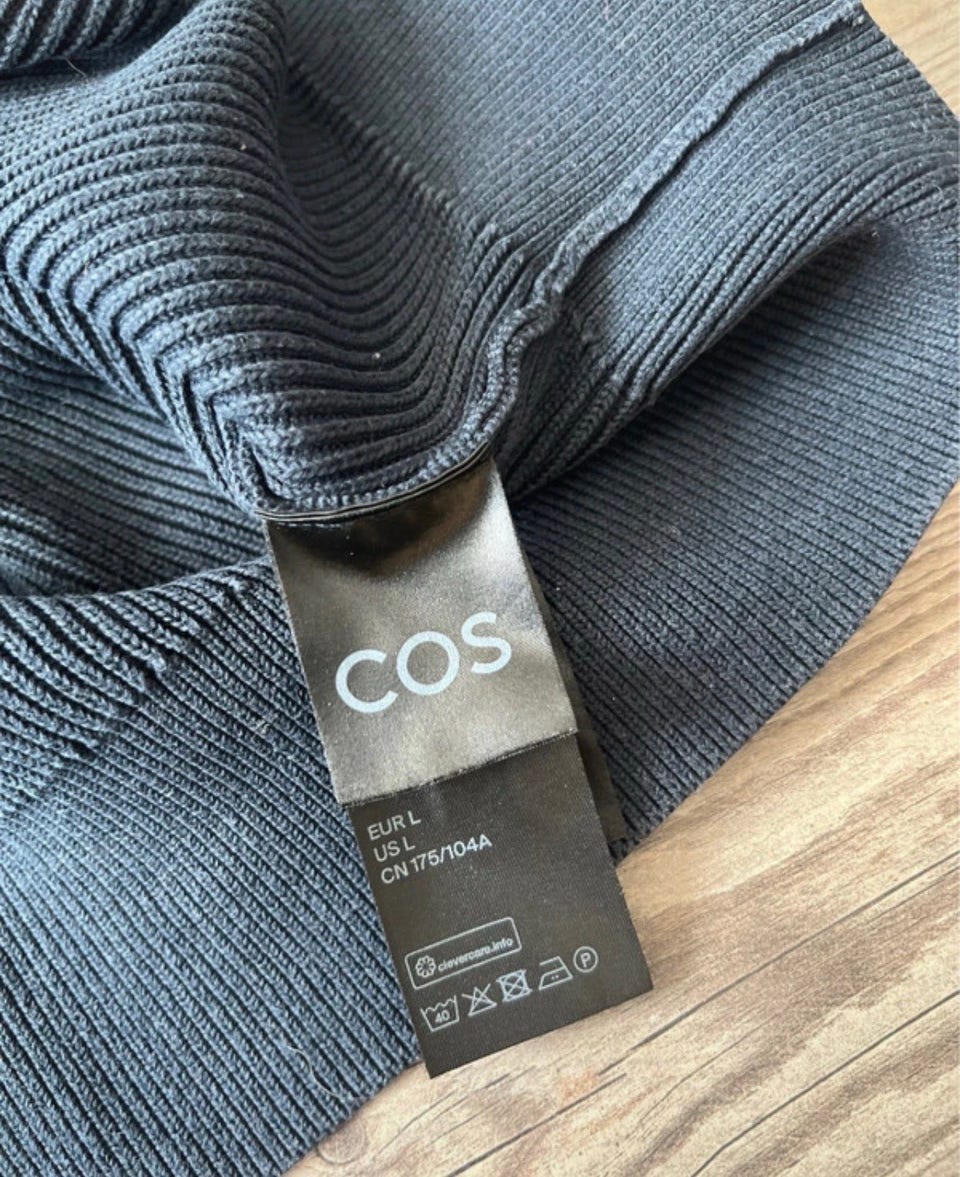 COS
EUR L
US L
CN 175/104A
clevercare.info
40
P